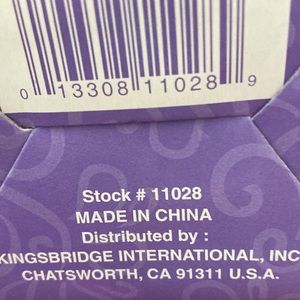 0 13308 11028 9
Stock # 11028
MADE IN CHINA
Distributed by :
KINGSBRIDGE INTERNATIONAL, INC
CHATSWORTH, CA 91311 U.S.A.